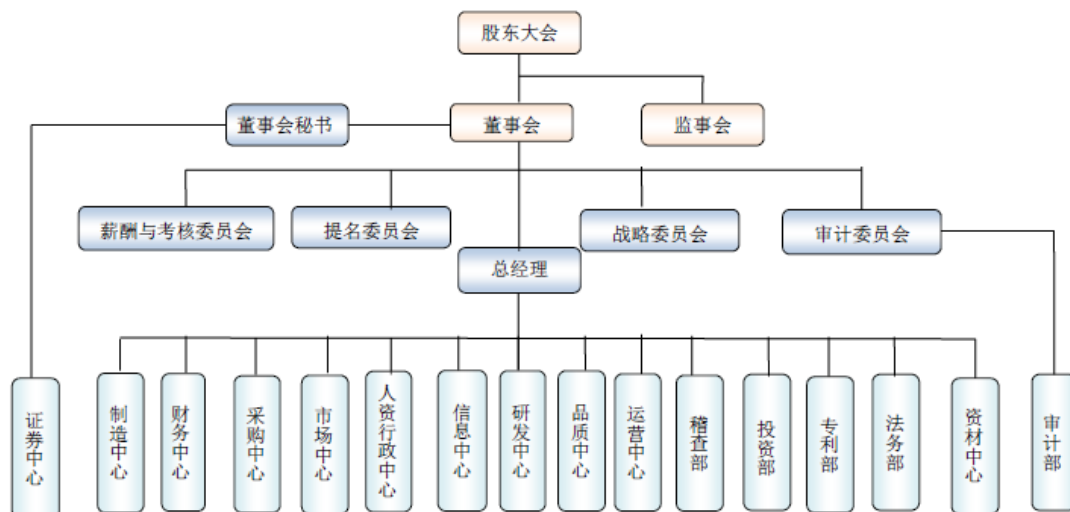 股东大会
董事会秘书
董事会
监事会
薪酬与考核委员会
提名委员会
战略委员会
审计委员会
总经理
证券中心
制造中心
财务中心
采购中心
市场中心
人资行政中心
信息中心
研发中心
品质中心
运营中心
稽查部
投资部
专利部
法务部
资材中心
审计部